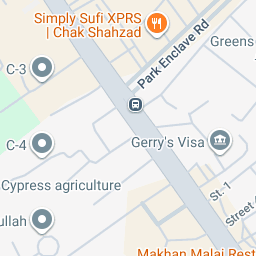 Simply Sufi XPRS
| Chak Shahzad
Park Enclave Rd
Greens
C-3
C-4
Gerry's Visa
Cypress agriculture
St. 1
Street
ullah
Makhan Malai Rest